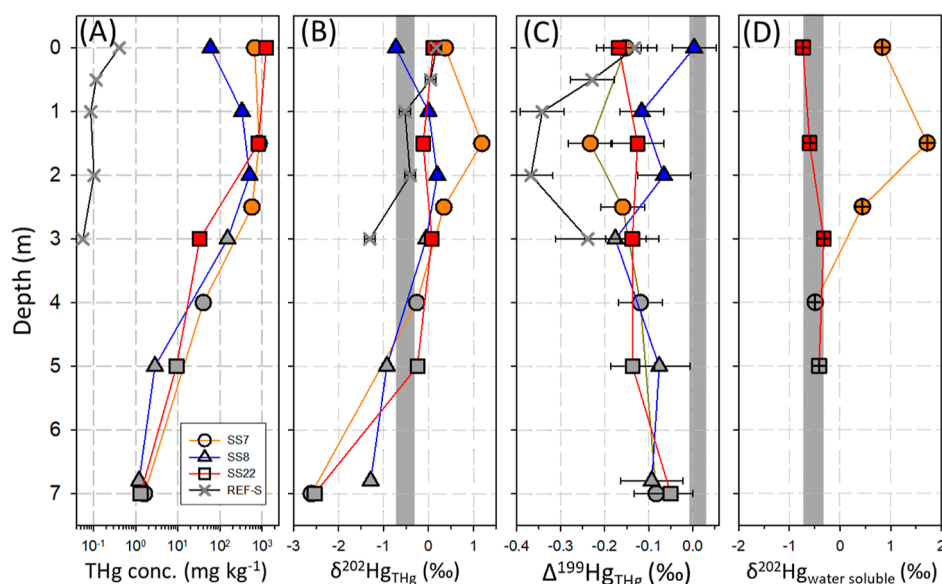 (A)
(B)
(C)
(D)
Depth (m)
0
1
2
3
4
5
6
7
SS7
SS8
SS22
REF-S
10⁻¹ 10⁰ 10¹ 10² 10³
-3 -2 -1 0 1
-0.4 -0.3 -0.2 -0.1 0.0
-2 -1 0 1 2
THg conc. (mg kg⁻¹)
δ²⁰²Hg_THg (‰)
Δ¹⁹⁹Hg_THg (‰)
δ²⁰²Hg_water soluble (‰)